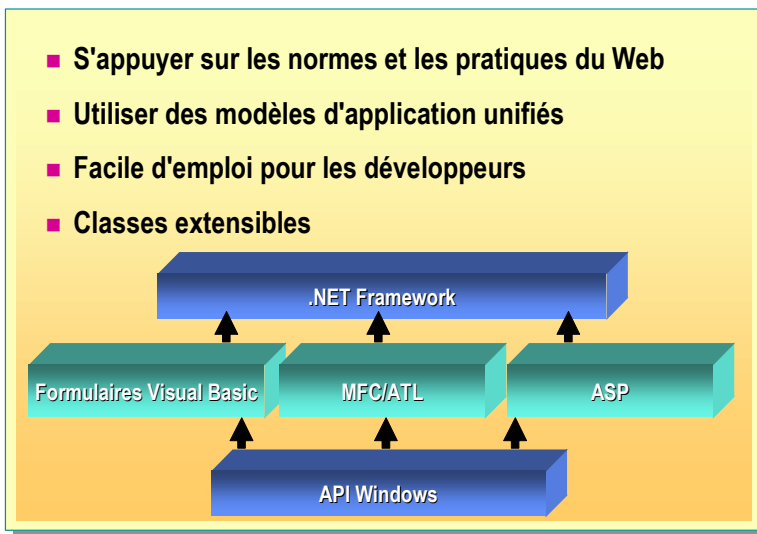 S'appuyer sur les normes et les pratiques du Web
Utiliser des modèles d'application unifiés
Facile d'emploi pour les développeurs
Classes extensibles
.NET Framework
Formulaires Visual Basic
MFC/ATL
ASP
API Windows